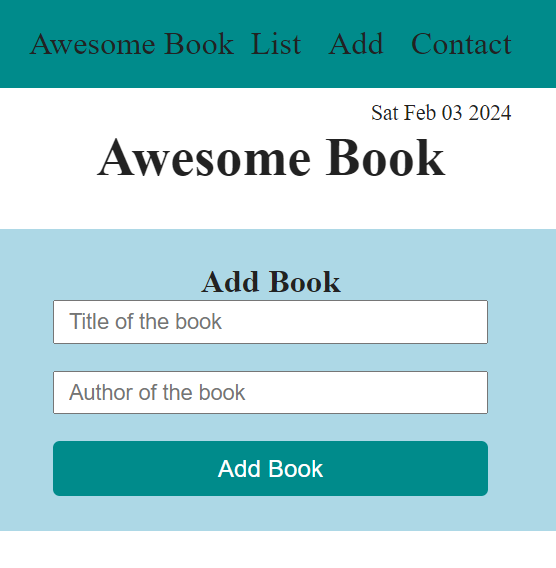 Awesome Book List Add Contact
Sat Feb 03 2024
Awesome Book
Add Book
Title of the book
Author of the book
Add Book